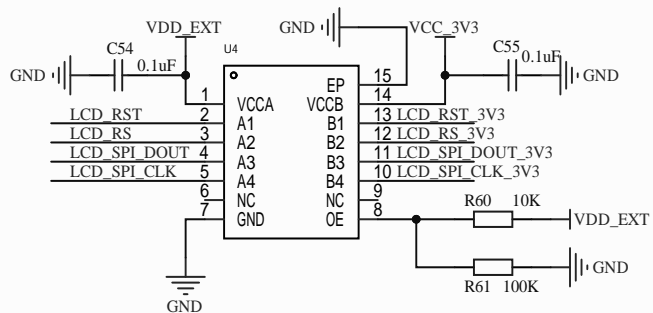 GND
VDD_EXT
VCC_3V3
C54
U4
C55
GND
0.1uF
0.1uF
GND
EP
15
1
VCCA
VCCB
14
LCD_RST
2
A1
B1
13
LCD_RST_3V3
LCD_RS
3
A2
B2
12
LCD_RS_3V3
LCD_SPI_DOUT
4
A3
B3
11
LCD_SPI_DOUT_3V3
LCD_SPI_CLK
5
A4
B4
10
LCD_SPI_CLK_3V3
6
NC
NC
9
7
GND
OE
8
R60
10K
VDD_EXT
GND
R61
100K
GND